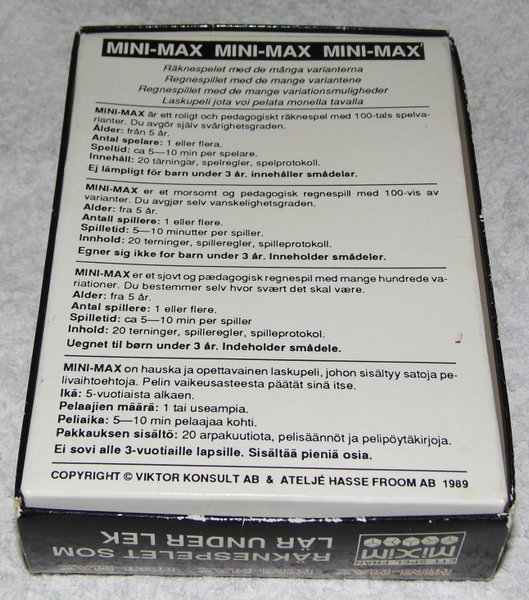 MINI-MAX MINI-MAX MINI-MAX
Räknespelet med de många varianterna
Regnespillet med de mange variantene
Regnespillet med de mange variationsmuligheder
Laskupeli jota voi pelata monella tavalla
MINI-MAX är ett roligt och pedagogiskt räknespel med 100-tals spelva-
rianter. Du avgör själv svårighetsgraden.
Ålder: från 5 år.
Antal spelare: 1 eller flera.
Speltid: ca 5—10 min per spelare.
Innehåll: 20 tärningar, spelregler, spelprotokoll.
Ej lämpligt för barn under 3 år. innehåller smådelar.
MINI-MAX er et morsomt og pedagogisk regnespill med 100-vis av
varianter. Du avgjør selv vanskelighetsgraden.
Alder: fra 5 år.
Antall spillere: 1 eller flere.
Spilletid: 5—10 minutter per spiller.
Innhold: 20 terninger, spilleregler, spilleprotokoll.
Egner sig ikke for barn under 3 år. Inneholder smådeler.
MINI-MAX er et sjovt og pædagogisk regnespil med mange hundrede va-
riationer. Du bestemmer selv hvor svært det skal være.
Alder: fra 5 år.
Antal spillere: 1 eller flere.
Spilletid: ca 5—10 min per spiller
Inhold: 20 terninger, spilleregler, spilleprotokol.
Uegnet til børn under 3 år. Indeholder smådele.
MINI-MAX on hauska ja opettavainen laskupeli, johon sisältyy satoja pe-
livaihtoehtoja. Pelin vaikeusasteesta päätät sinä itse.
Ikä: 5-vuotiaista alkaen.
Pelaajien määrä: 1 tai useampia.
Peliaika: 5—10 min pelaajaa kohti.
Pakkauksen sisältö: 20 arpakuutiota, pelisäännöt ja pelipöytäkirjoja.
Ei sovi alle 3-vuotiaille lapsille. Sisältää pieniä osia.
COPYRIGHT © VIKTOR KONSULT AB & ATELJÉ HASSE FROOM AB 1989
MINI-MAX MINI-MAX MINI-MAX
RÄKNESPELET SOM
LÄR UNDER LEK
ETT SPEL FRÅN
MIXIM